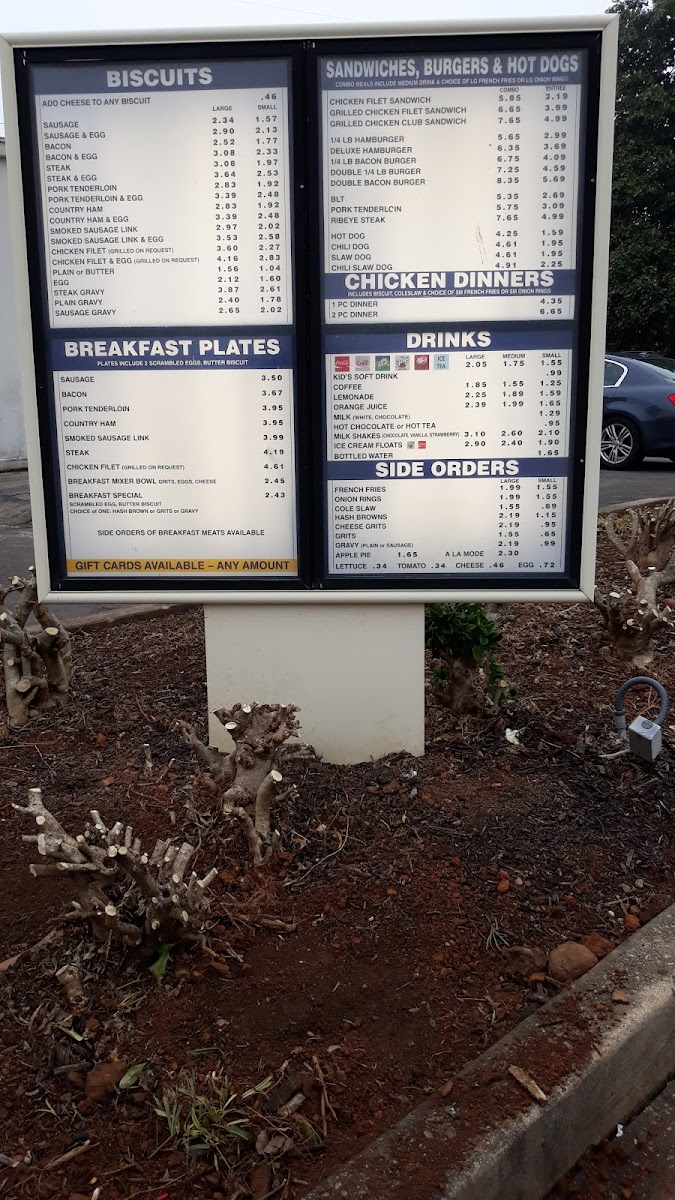 BISCUITS
ADD CHEESE TO ANY BISCUIT .46
LARGE SMALL
SAUSAGE 2.34 1.57
SAUSAGE & EGG 2.90 2.13
BACON 2.52 1.77
BACON & EGG 3.08 2.33
STEAK 3.08 1.97
STEAK & EGG 3.64 2.53
PORK TENDERLOIN 2.83 1.92
PORK TENDERLOIN & EGG 3.39 2.48
COUNTRY HAM 2.83 1.92
COUNTRY HAM & EGG 3.39 2.48
SMOKED SAUSAGE LINK 2.97 2.02
SMOKED SAUSAGE LINK & EGG 3.53 2.58
CHICKEN FILET (GRILLED ON REQUEST) 3.60 2.27
CHICKEN FILET & EGG (GRILLED ON REQUEST) 4.16 2.83
PLAIN or BUTTER 1.56 1.04
EGG 2.12 1.60
STEAK GRAVY 3.87 2.61
PLAIN GRAVY 2.40 1.78
SAUSAGE GRAVY 2.65 2.02
BREAKFAST PLATES
PLATES INCLUDE 2 SCRAMBLED EGGS, BUTTER BISCUIT
SAUSAGE 3.50
BACON 3.67
PORK TENDERLOIN 3.95
COUNTRY HAM 3.95
SMOKED SAUSAGE LINK 3.99
STEAK 4.19
CHICKEN FILET (GRILLED ON REQUEST) 4.61
BREAKFAST MIXER BOWL GRITS, EGGS, CHEESE 2.45
BREAKFAST SPECIAL 2.43
SCRAMBLED EGG, BUTTER BISCUIT
CHOICE of ONE: HASH BROWN or GRITS or GRAVY
SIDE ORDERS OF BREAKFAST MEATS AVAILABLE
GIFT CARDS AVAILABLE – ANY AMOUNT
SANDWICHES, BURGERS & HOT DOGS
COMBO MEALS INCLUDE MEDIUM DRINK & CHOICE OF LG FRENCH FRIES OR LG ONION RINGS
COMBO ENTREE
CHICKEN FILET SANDWICH 5.85 3.19
GRILLED CHICKEN FILET SANDWICH 6.65 3.99
GRILLED CHICKEN CLUB SANDWICH 7.65 4.99
1/4 LB HAMBURGER 5.65 2.99
DELUXE HAMBURGER 6.35 3.69
1/4 LB BACON BURGER 6.75 4.09
DOUBLE 1/4 LB BURGER 7.25 4.59
DOUBLE BACON BURGER 8.35 5.69
BLT 5.35 2.69
PORK TENDERLOIN 5.75 3.09
RIBEYE STEAK 7.65 4.99
HOT DOG 4.25 1.59
CHILI DOG 4.61 1.95
SLAW DOG 4.61 1.95
CHILI SLAW DOG 4.91 2.25
CHICKEN DINNERS
INCLUDES BISCUIT, COLESLAW & CHOICE OF SM FRENCH FRIES OR SM ONION RINGS
1 PC DINNER 4.35
2 PC DINNER 6.65
DRINKS
LARGE MEDIUM SMALL
ICE TEA 2.05 1.75 1.55
KID'S SOFT DRINK .99
COFFEE 1.85 1.55 1.25
LEMONADE 2.25 1.89 1.59
ORANGE JUICE 2.39 1.99 1.65
MILK (WHITE, CHOCOLATE) 1.29
HOT CHOCOLATE or HOT TEA .95
MILK SHAKES (CHOCOLATE, VANILLA, STRAWBERRY) 3.10 2.60 2.10
ICE CREAM FLOATS 2.90 2.40 1.90
BOTTLED WATER 1.65
SIDE ORDERS
LARGE SMALL
FRENCH FRIES 1.99 1.55
ONION RINGS 1.99 1.55
COLE SLAW 1.55 .69
HASH BROWNS 2.19 1.15
CHEESE GRITS 2.19 .95
GRITS 1.55 .65
GRAVY (PLAIN or SAUSAGE) 2.19 .99
APPLE PIE 1.65 A LA MODE 2.30
LETTUCE .34 TOMATO .34 CHEESE .46 EGG .72